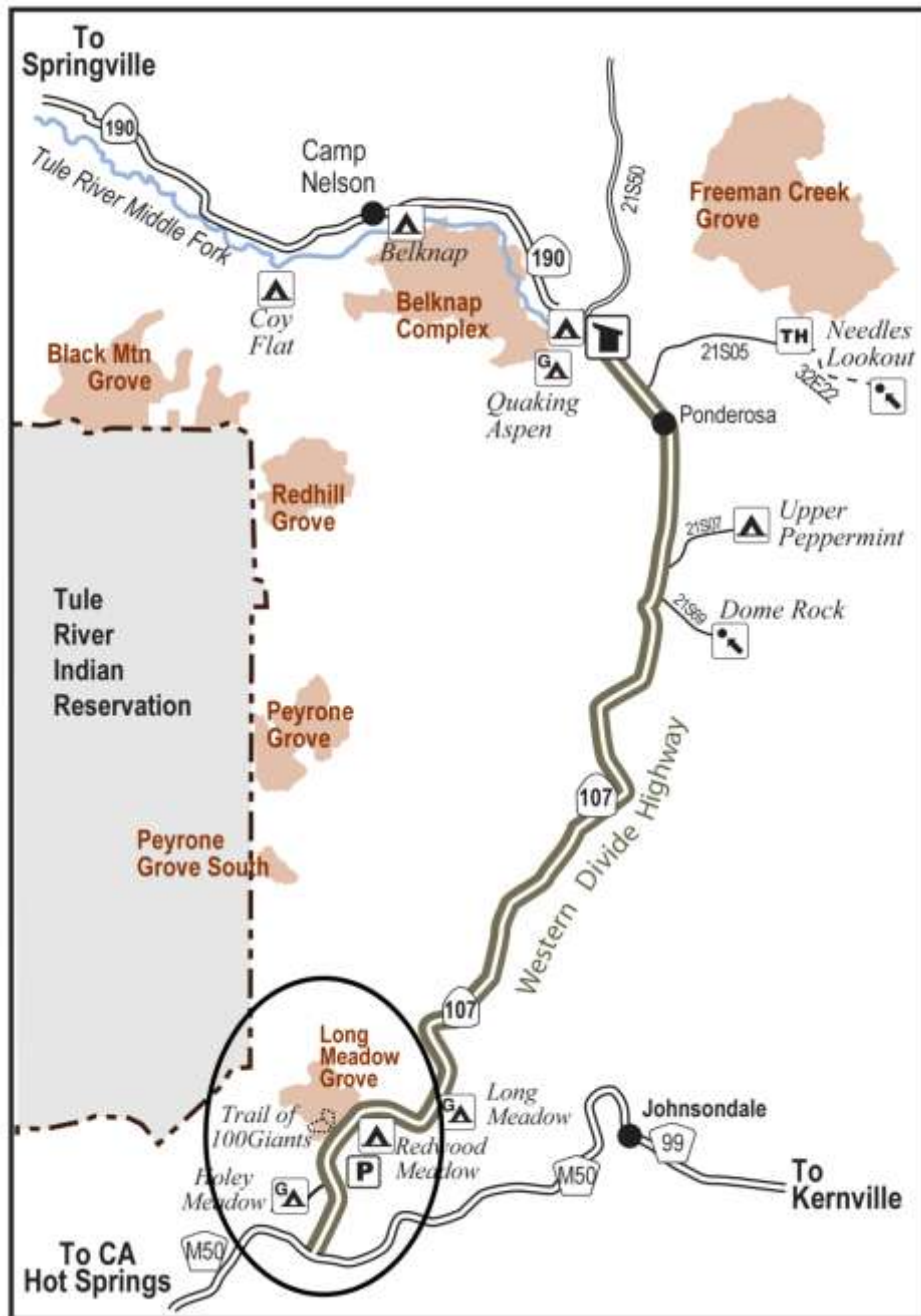 To
Springville
190
Tule River Middle Fork
Camp
Nelson
Belknap
21S50
Freeman Creek
Grove
190
Coy
Flat
Belknap
Complex
Black Mtn
Grove
TH
Needles
Lookout
21S05
32E22
G
Quaking
Aspen
Ponderosa
Redhill
Grove
21S07
Upper
Peppermint
21S69
Dome Rock
Tule
River
Indian
Reservation
Peyrone
Grove
107
Western Divide Highway
Peyrone
Grove South
107
Long
Meadow
Grove
Trail of
100Giants
G
Long
Meadow
Redwood
Meadow
P
Holey
Meadow
G
Johnsondale
99
M50
To
Kernville
M50
To CA
Hot Springs